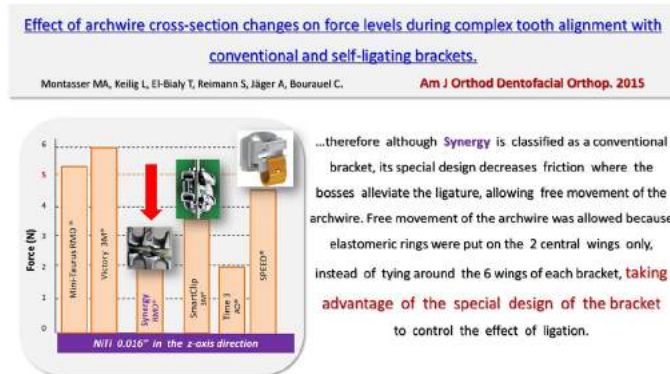 Effect of archwire cross-section changes on force levels during complex tooth alignment with
conventional and self-ligating brackets.
Montasser MA, Keilig L, El-Bialy T, Reimann S, Jäger A, Bourauel C.
Am J Orthod Dentofacial Orthop. 2015
Force (N)
6
5
4
3
2
1
0
Mini-Taurus RMO®
Victory 3M®
Synergy
RMO®
SmartClip
3M®
Time 3
AO®
SPEED®
NiTi 0.016" in the z-axis direction
...therefore although Synergy is classified as a conventional
bracket, its special design decreases friction where the
bosses alleviate the ligature, allowing free movement of the
archwire. Free movement of the archwire was allowed because
elastomeric rings were put on the 2 central wings only,
instead of tying around the 6 wings of each bracket, taking
advantage of the special design of the bracket
to control the effect of ligation.